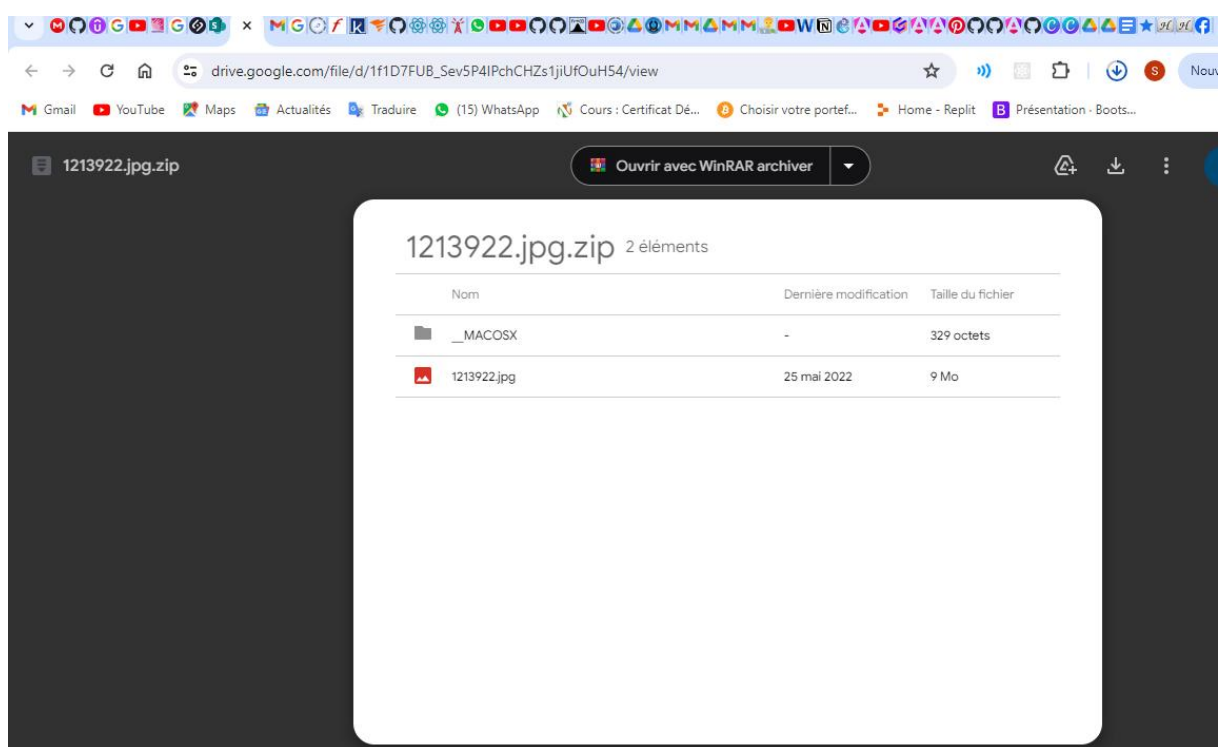 drive.google.com/file/d/1f1D7FUB_Sev5P4IPchCHZs1jiUfOuH54/view
S
Nouv
Gmail YouTube Maps Actualités Traduire (15) WhatsApp Cours : Certificat Dé... Choisir votre portef... Home - Replit B Présentation · Boots...
1213922.jpg.zip
Ouvrir avec WinRAR archiver
1213922.jpg.zip 2 éléments
Nom Dernière modification Taille du fichier
__MACOSX - 329 octets
1213922.jpg 25 mai 2022 9 Mo